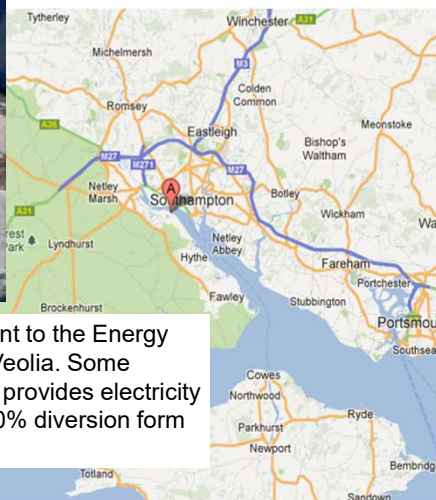 Tytherley
Winchester A31
Michelmersh
M3
Colden
Common
Romsey
A36
Eastleigh
Meonstoke
Bishop's
Waltham
M27
M271
M27
Netley
Marsh
A
Southampton
Botley
Wickham
A31
Park
Lyndhurst
Netley
Abbey
Hythe
Fareham
Portchester
Fawley
Stubbington
Brockenhurst
Southsea
nt to the Energy
Veolia. Some
provides electricity
0% diversion form
Cowes
Northwood
Ryde
Parkhurst
Newport
Totland
Sandown